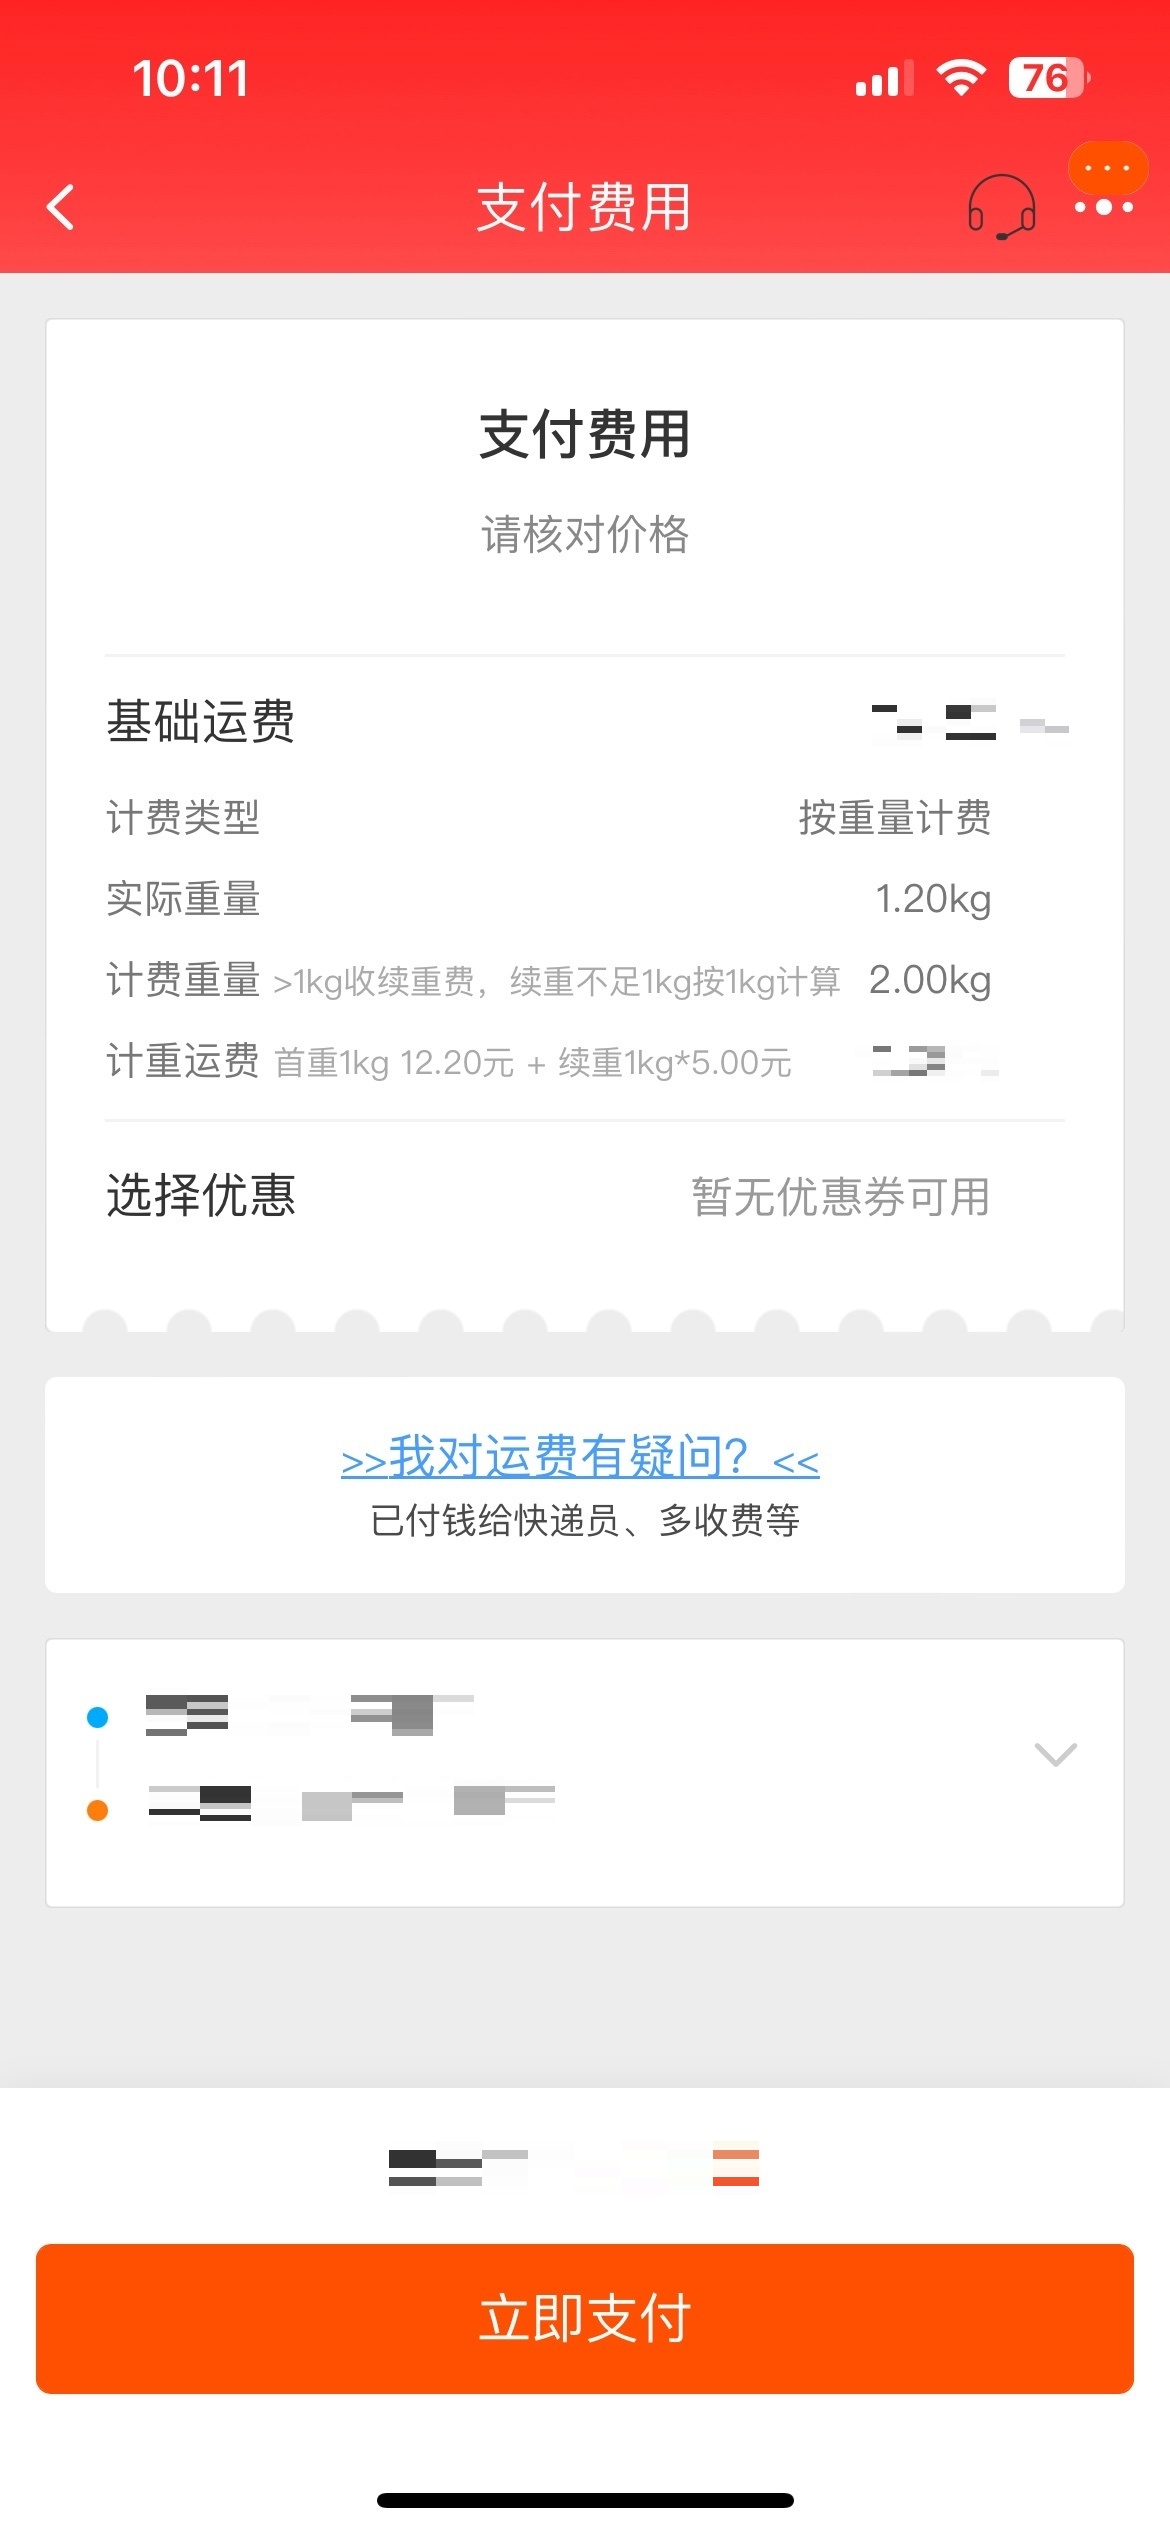 10:11
76
支付费用
支付费用
请核对价格
基础运费
计费类型 按重量计费
实际重量 1.20kg
计费重量 >1kg收续重费，续重不足1kg按1kg计算 2.00kg
计重运费 首重1kg 12.20元 + 续重1kg*5.00元
选择优惠 暂无优惠券可用
>>我对运费有疑问？<<
已付钱给快递员、多收费等
立即支付